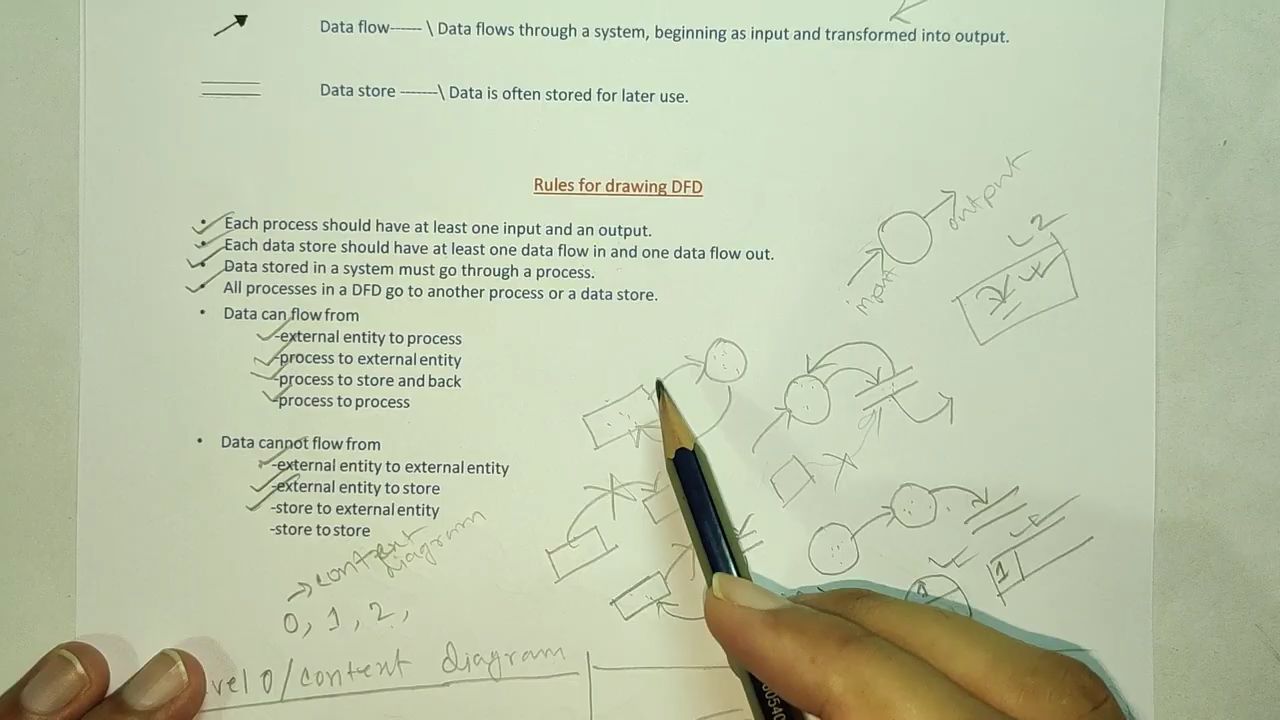 Data flow------ \ Data flows through a system, beginning as input and transformed into output.
Data store -------\ Data is often stored for later use.
Rules for drawing DFD
• Each process should have at least one input and an output.
• Each data store should have at least one data flow in and one data flow out.
• Data stored in a system must go through a process.
• All processes in a DFD go to another process or a data store.
• Data can flow from
-external entity to process
-process to external entity
-process to store and back
-process to process
• Data cannot flow from
-external entity to external entity
-external entity to store
-store to external entity
-store to store
input
output
L2
1
→content
diagram
0, 1, 2,
vel 0/content diagram